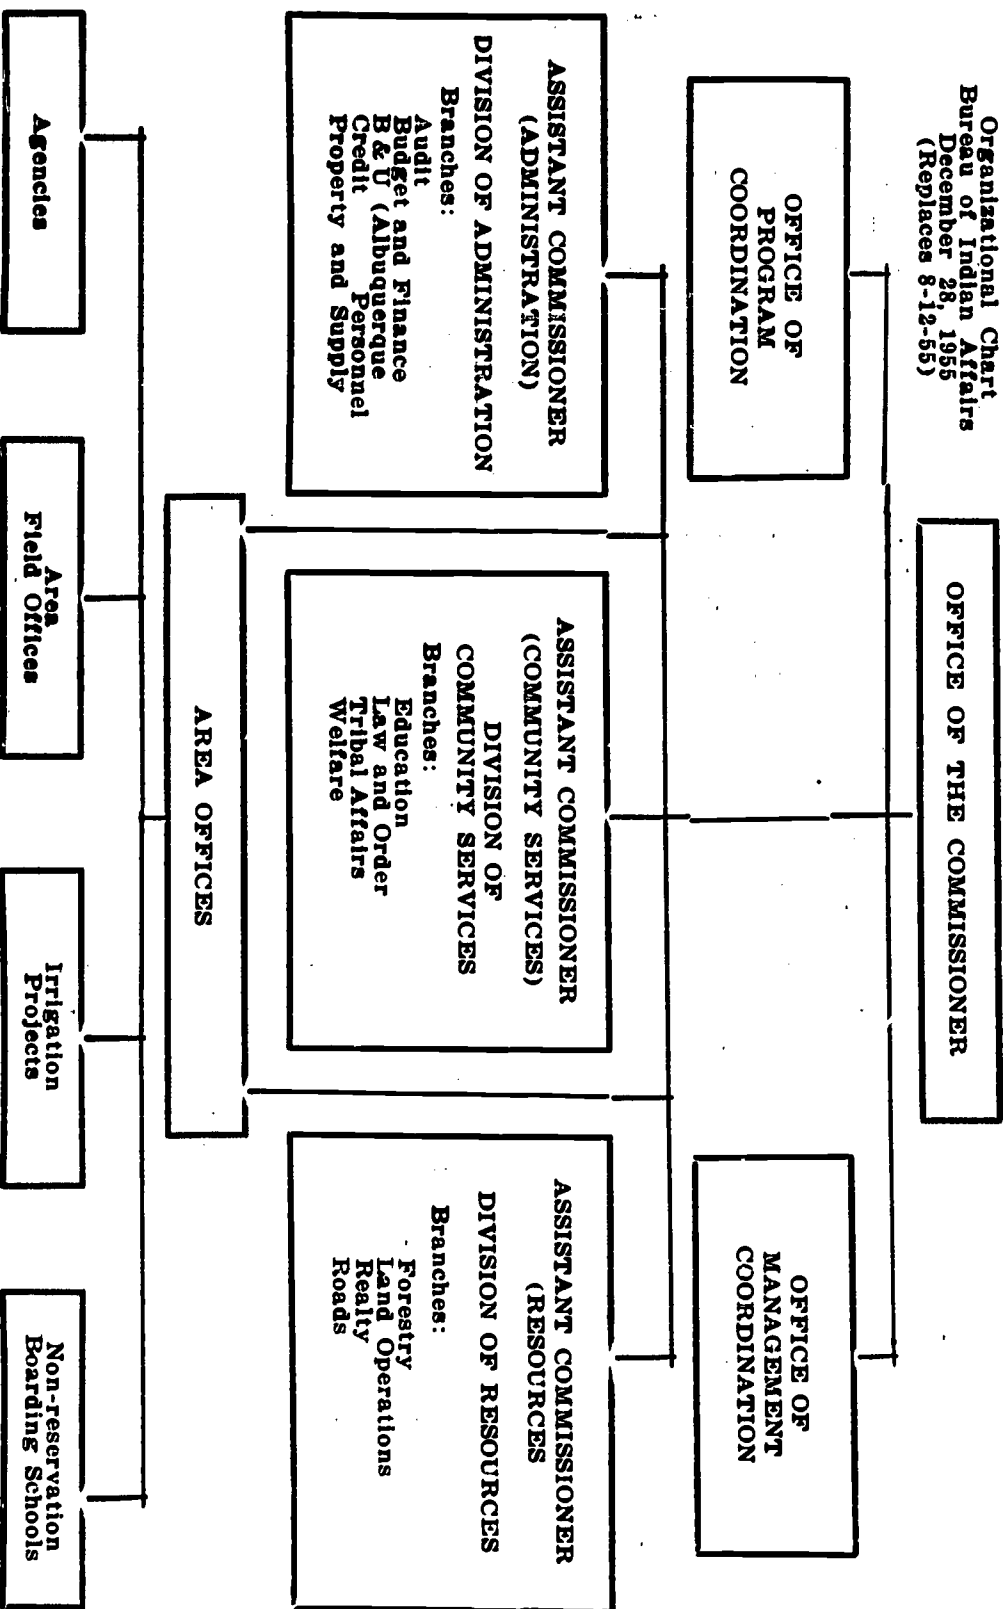 Organizational Chart
Bureau of Indian Affairs
December 28, 1955
(Replaces 8-12-55)
OFFICE OF THE COMMISSIONER
OFFICE OF
PROGRAM
COORDINATION
OFFICE OF
MANAGEMENT
COORDINATION
ASSISTANT COMMISSIONER
(ADMINISTRATION)
DIVISION OF ADMINISTRATION
Branches:
Audit
Budget and Finance
B & U (Albuquerque
Credit Personnel
Property and Supply
ASSISTANT COMMISSIONER
(COMMUNITY SERVICES)
DIVISION OF
COMMUNITY SERVICES
Branches:
Education
Law and Order
Tribal Affairs
Welfare
ASSISTANT COMMISSIONER
(RESOURCES)
DIVISION OF RESOURCES
Branches:
Forestry
Land Operations
Realty
Roads
AREA OFFICES
Agencies
Area
Field Offices
Irrigation
Projects
Non-reservation
Boarding Schools